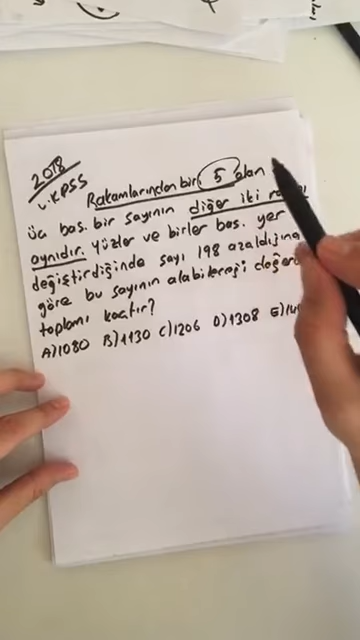 2018
KPSS
Rakamlarından biri 5 olan
üç bas. bir sayının diğer iki
aynıdır. Yüzler ve birler bas. yer
değiştirdiğinde sayı 198 azaldığına
göre bu sayının alabileceği
toplamı kaçtır?
A)1080 B)1130 C)1206 D)1308 E)